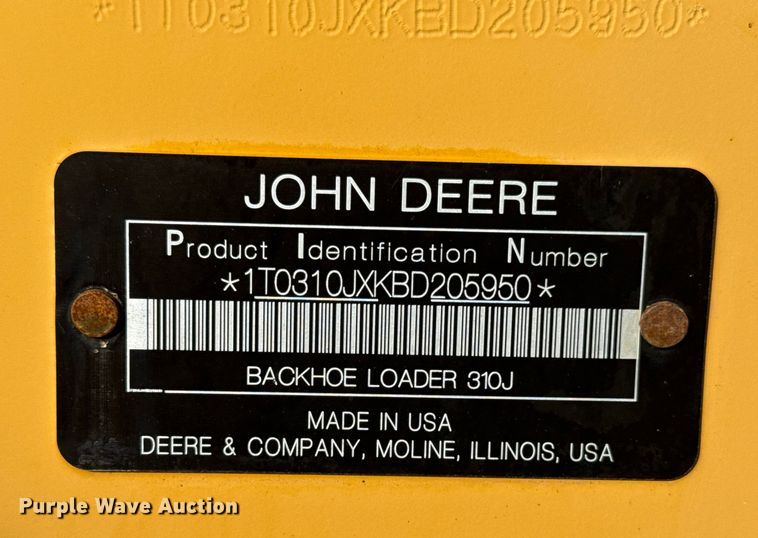 *1T0310JXKBD205950*
JOHN DEERE
Product Identification Number
*1T0310JXKBD205950*
BACKHOE LOADER 310J
MADE IN USA
DEERE & COMPANY, MOLINE, ILLINOIS, USA
Purple Wave Auction